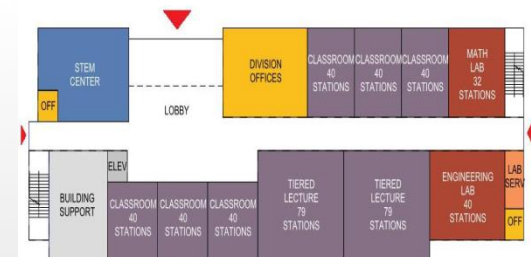 STEM
CENTER
OFF
LOBBY
DIVISION
OFFICES
CLASSROOM
40
STATIONS
CLASSROOM
40
STATIONS
CLASSROOM
40
STATIONS
MATH
LAB
32
STATIONS
BUILDING
SUPPORT
ELEV
CLASSROOM
40
STATIONS
CLASSROOM
40
STATIONS
CLASSROOM
40
STATIONS
TIERED
LECTURE
79
STATIONS
TIERED
LECTURE
79
STATIONS
ENGINEERING
LAB
40
STATIONS
LAB
SERV
OFF